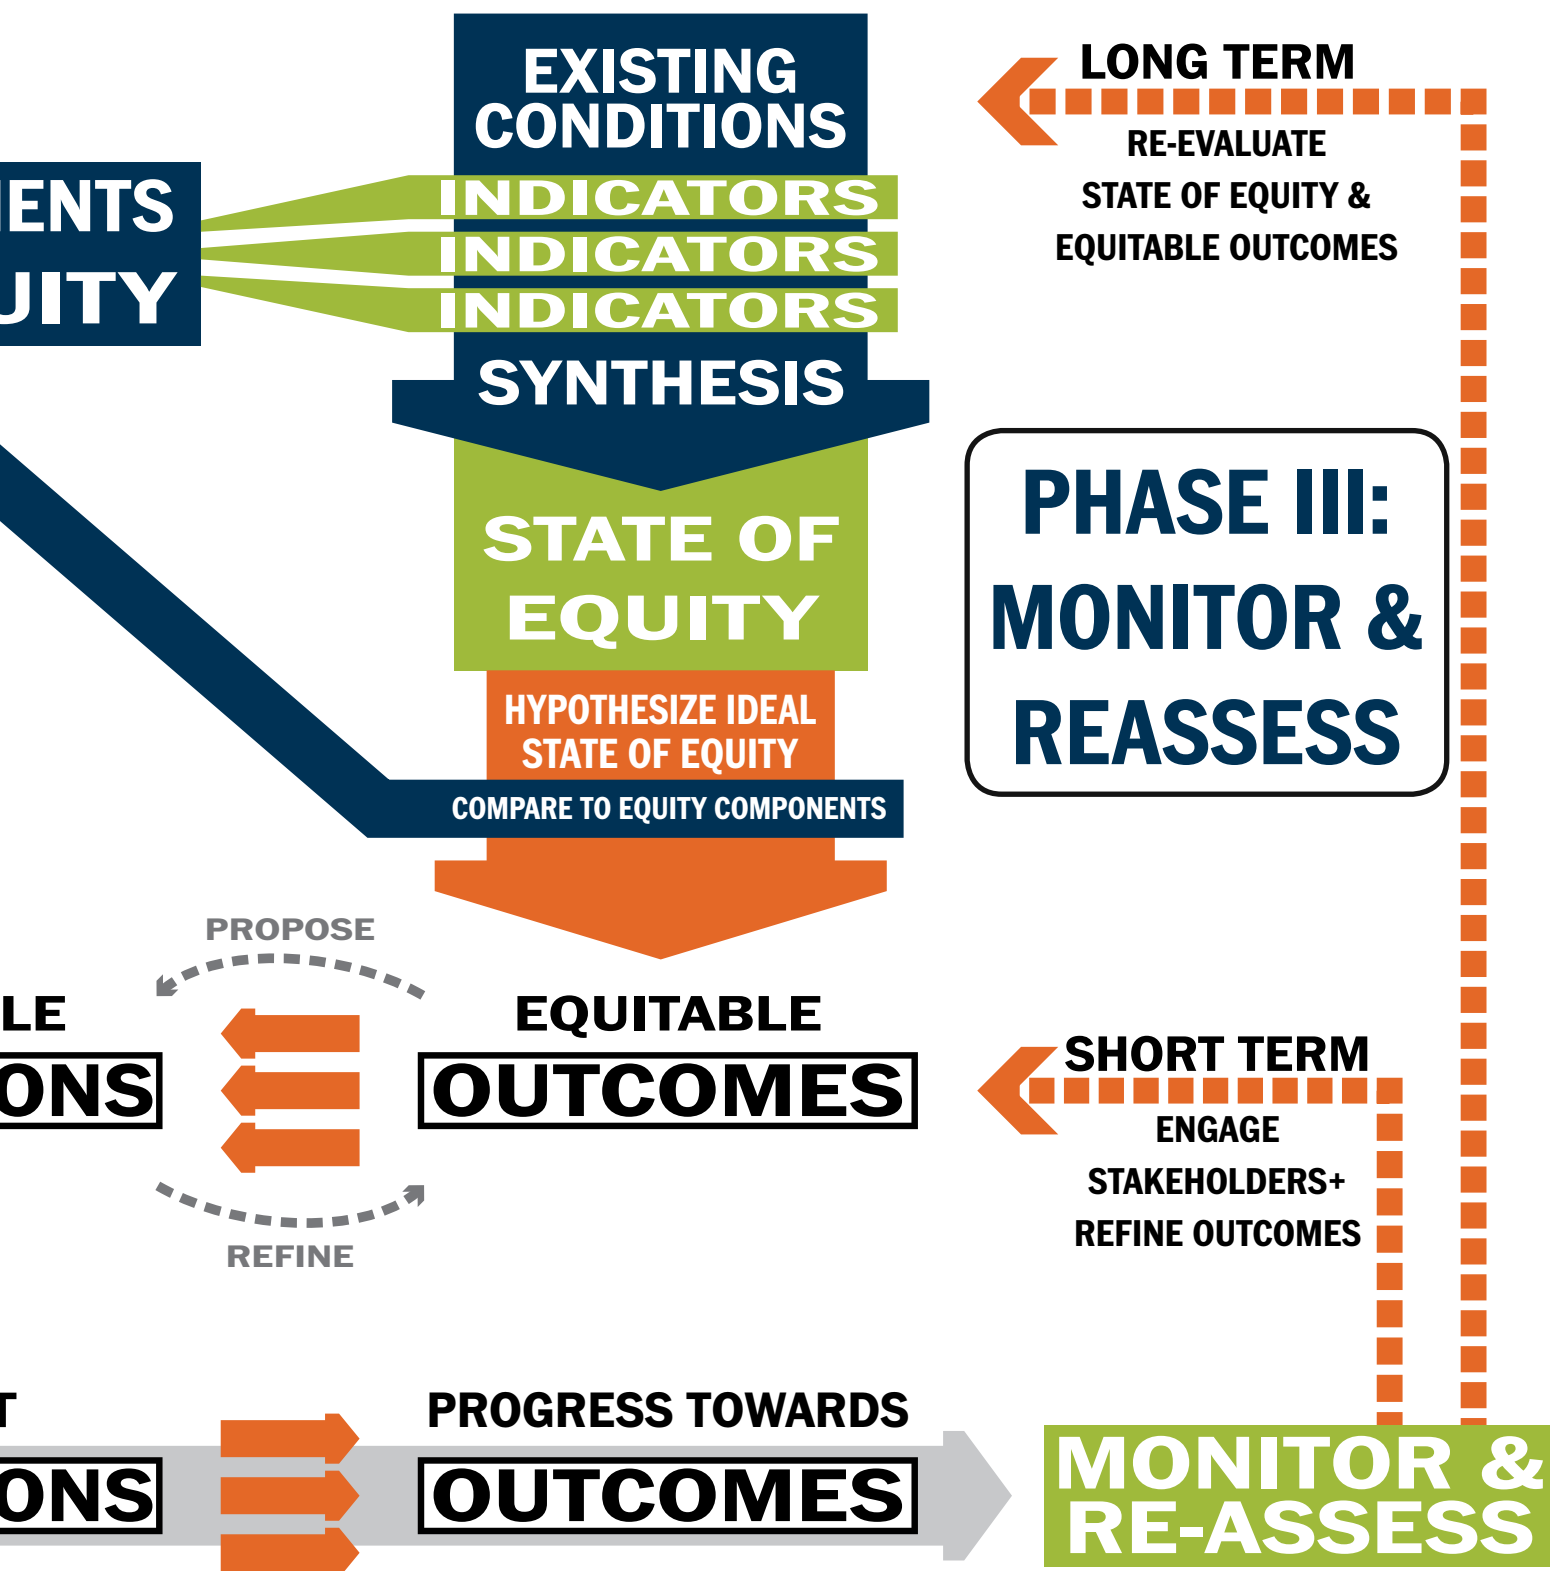 EXISTING
CONDITIONS
INDICATORS
INDICATORS
INDICATORS
SYNTHESIS
MENTS
UITY
STATE OF
EQUITY
HYPOTHESIZE IDEAL
STATE OF EQUITY
COMPARE TO EQUITY COMPONENTS
LONG TERM
RE-EVALUATE
STATE OF EQUITY &
EQUITABLE OUTCOMES
PHASE III:
MONITOR &
REASSESS
PROPOSE
LE
ONS
REFINE
EQUITABLE
OUTCOMES
SHORT TERM
ENGAGE
STAKEHOLDERS+
REFINE OUTCOMES
T
ONS
PROGRESS TOWARDS
OUTCOMES
MONITOR &
RE-ASSESS